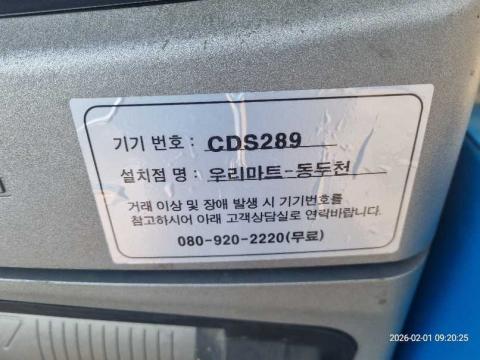 기기 번호 : CDS289
설치점 명 : 우리마트-동두천
거래 이상 및 장애 발생 시 기기번호를
참고하시어 아래 고객상담실로 연락바랍니다.
080-920-2220(무료)
2026-02-01 09:20:25